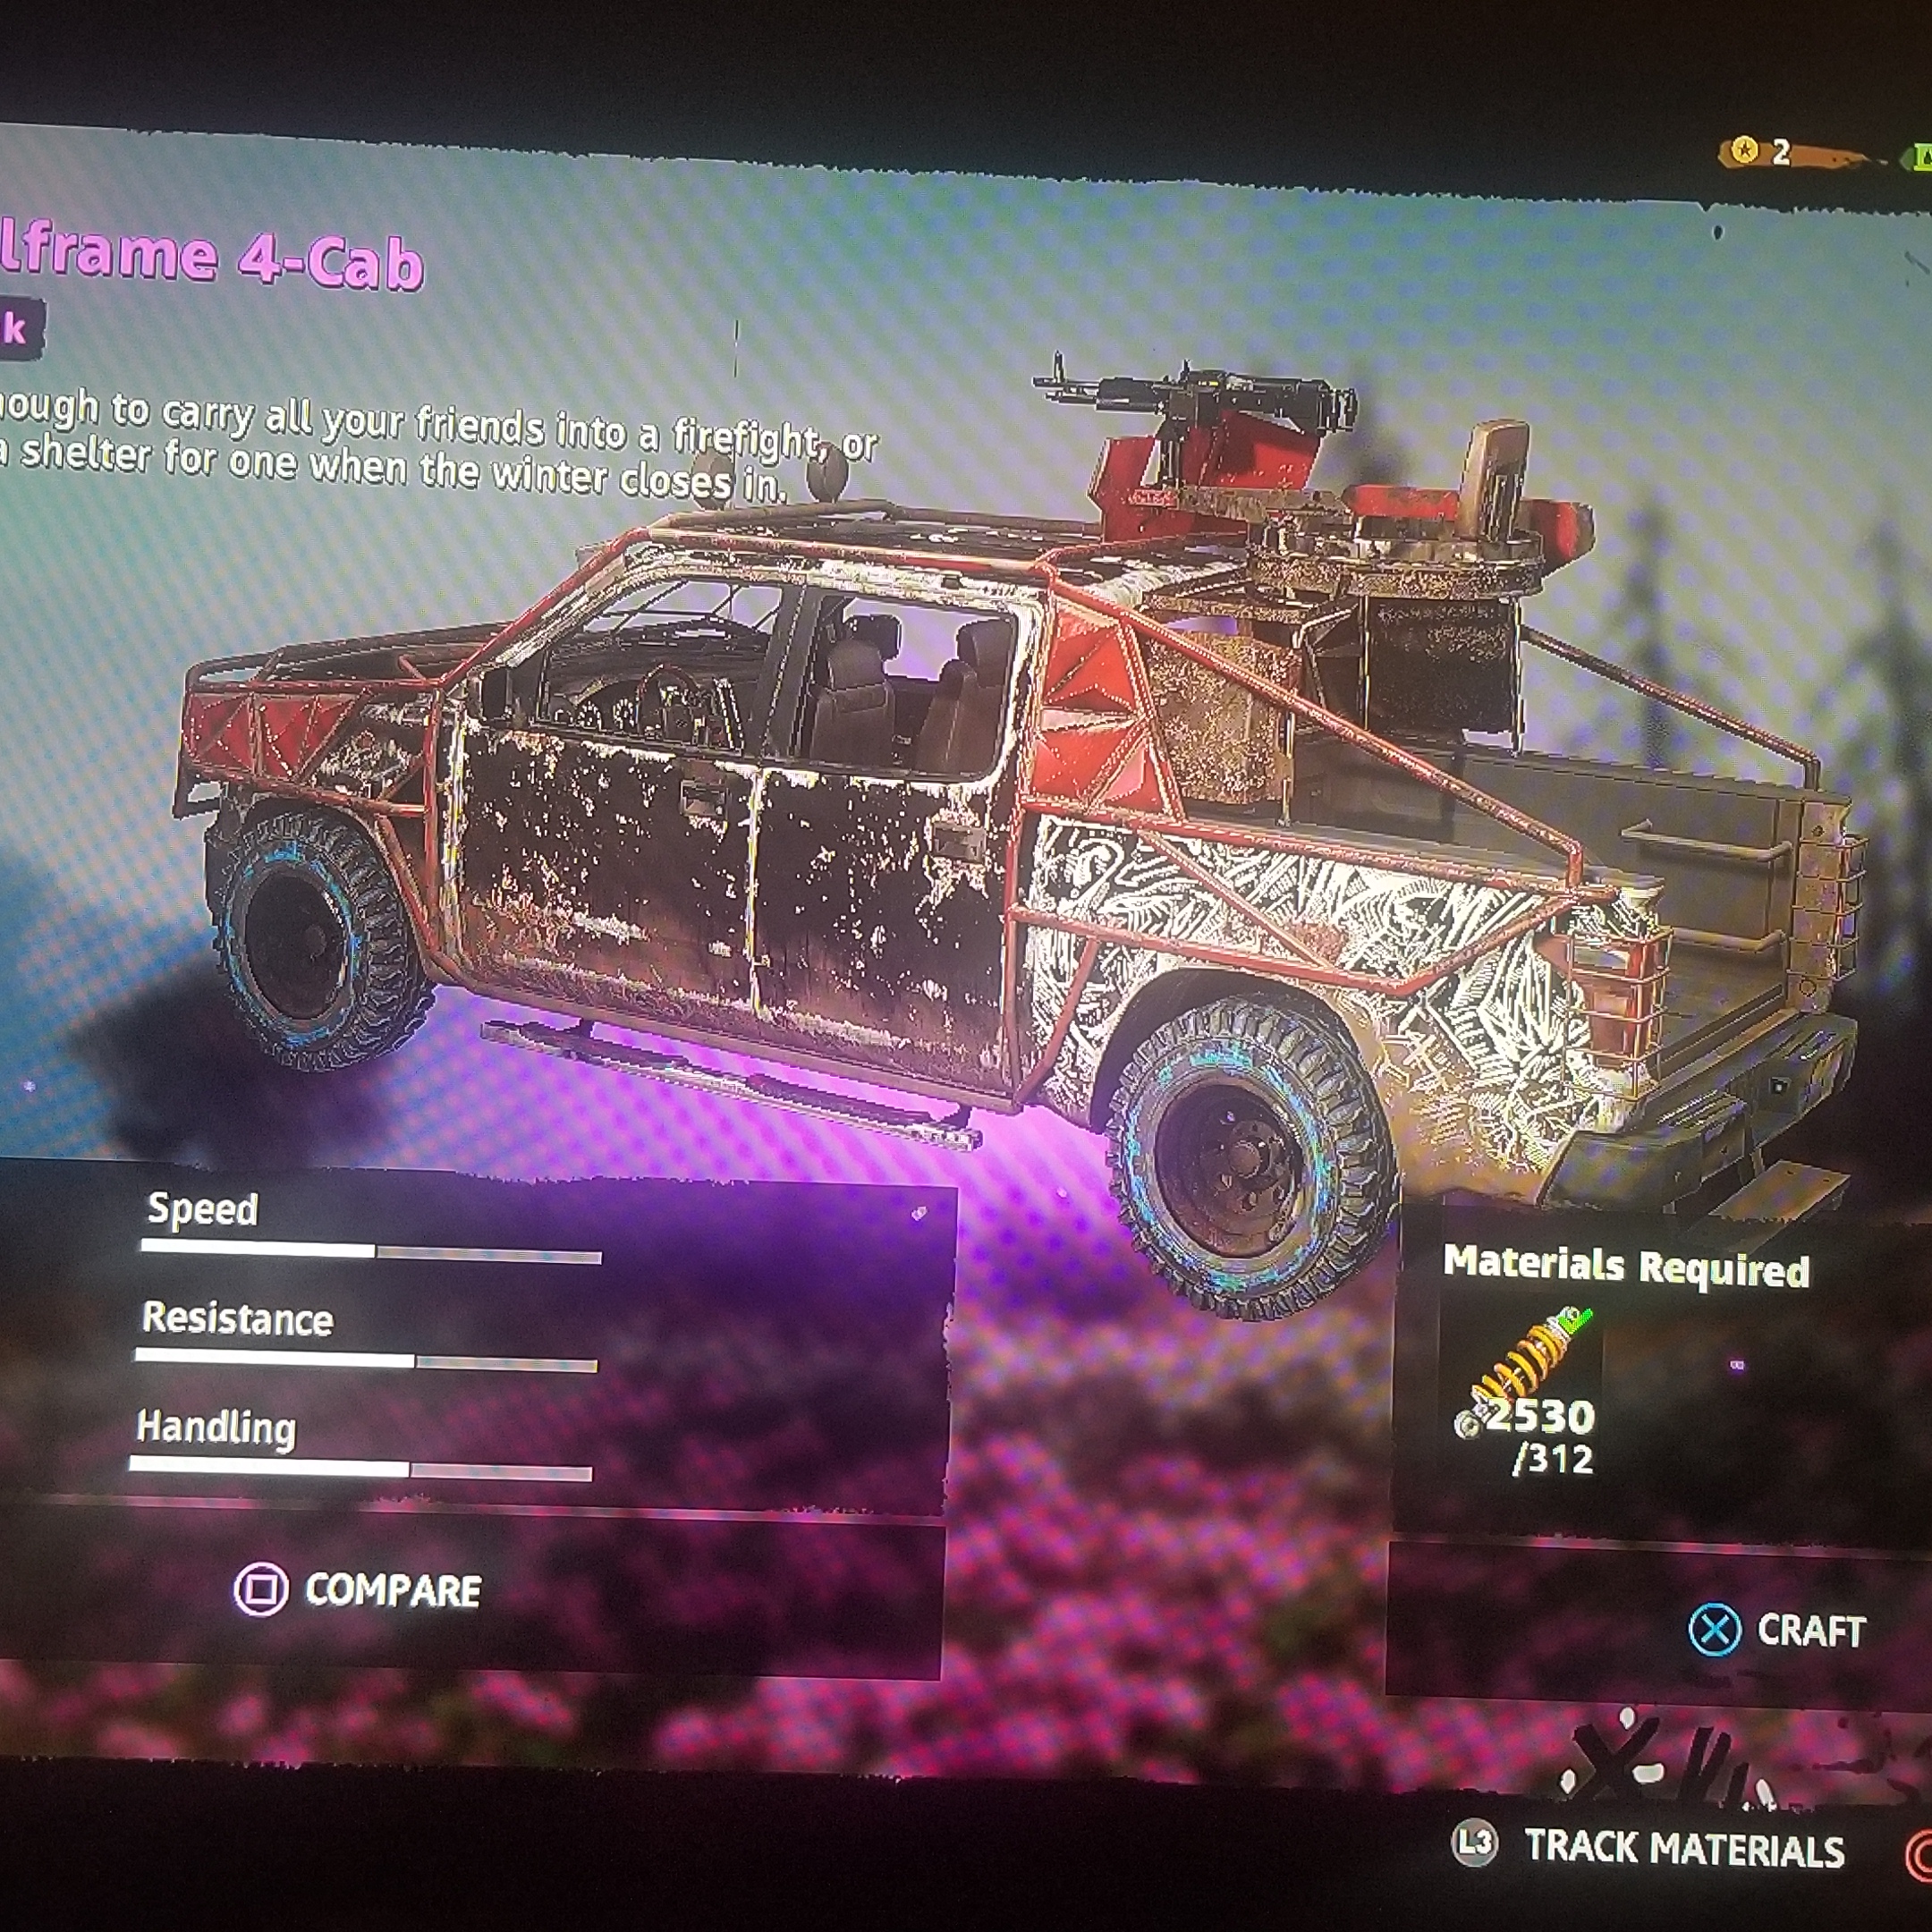 2
lframe 4-Cab
k
ough to carry all your friends into a firefight, or
a shelter for one when the winter closes in.
Speed
Resistance
Handling
COMPARE
Materials Required
2530
/312
CRAFT
L3 TRACK MATERIALS